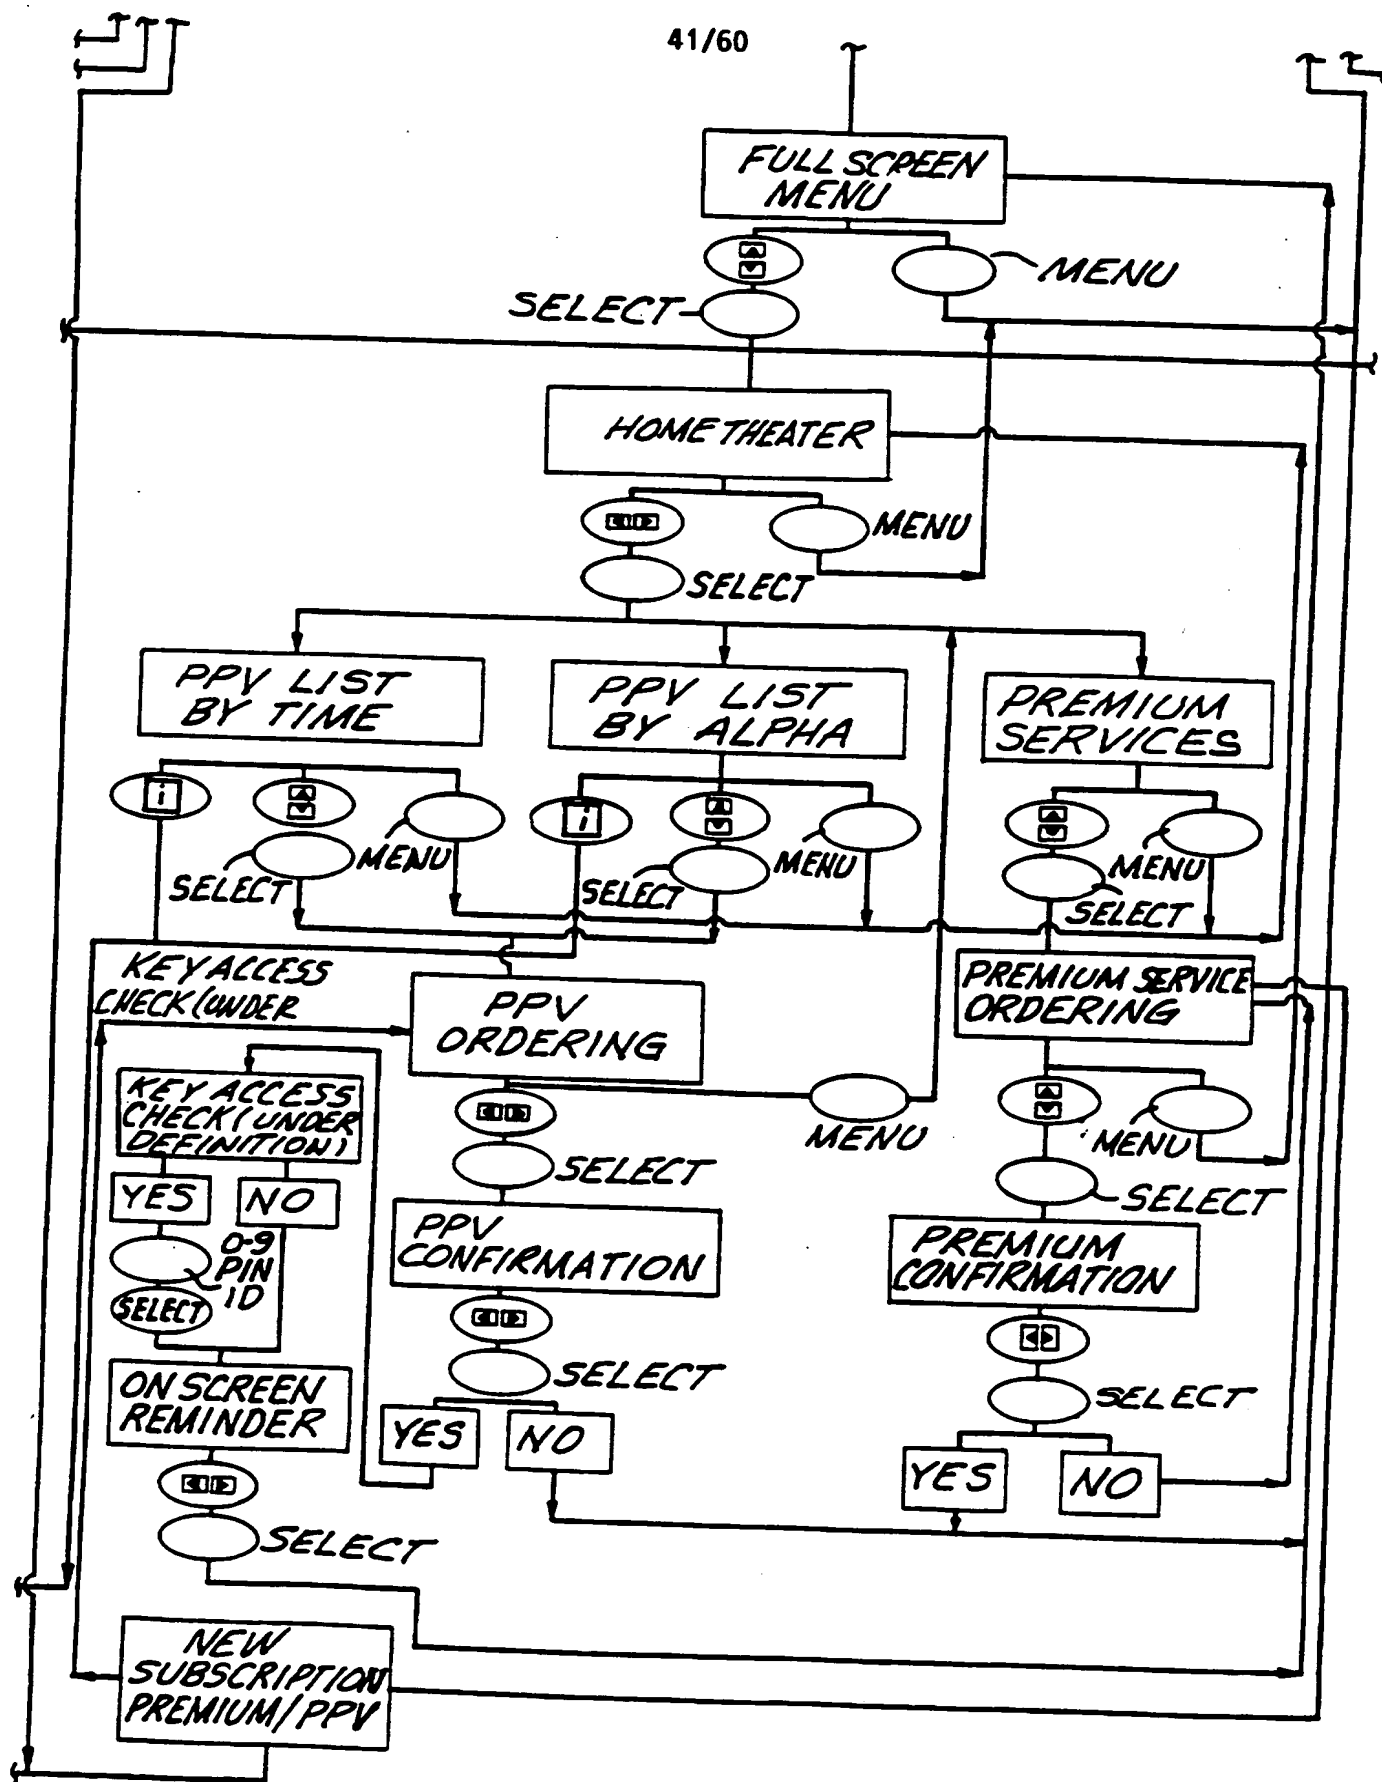 41/60
FULL SCREEN
MENU
MENU
SELECT
HOME THEATER
MENU
SELECT
PPV LIST
BY TIME
PPV LIST
BY ALPHA
PREMIUM
SERVICES
i
i
MENU
SELECT
MENU
SELECT
MENU
SELECT
KEY ACCESS
CHECK (UNDER
PPV
ORDERING
PREMIUM SERVICE
ORDERING
KEY ACCESS
CHECK (UNDER
DEFINITION)
MENU
MENU
YES
NO
SELECT
SELECT
0-9
PIN
ID
SELECT
PPV
CONFIRMATION
PREMIUM
CONFIRMATION
ON SCREEN
REMINDER
SELECT
SELECT
YES
NO
YES
NO
SELECT
NEW
SUBSCRIPTION
PREMIUM/PPV